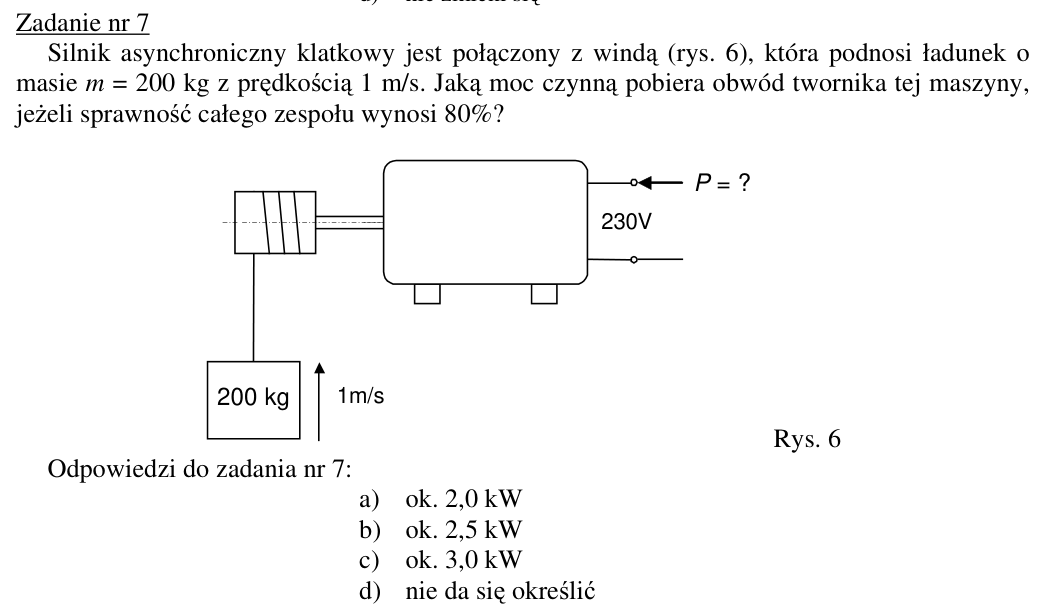 Zadanie nr 7
Silnik asynchroniczny klatkowy jest połączony z windą (rys. 6), która podnosi ładunek o
masie m = 200 kg z prędkością 1 m/s. Jaką moc czynną pobiera obwód twornika tej maszyny,
jeżeli sprawność całego zespołu wynosi 80%?
P = ?
230V
200 kg
1m/s
Rys. 6
Odpowiedzi do zadania nr 7:
a) ok. 2,0 kW
b) ok. 2,5 kW
c) ok. 3,0 kW
d) nie da się określić